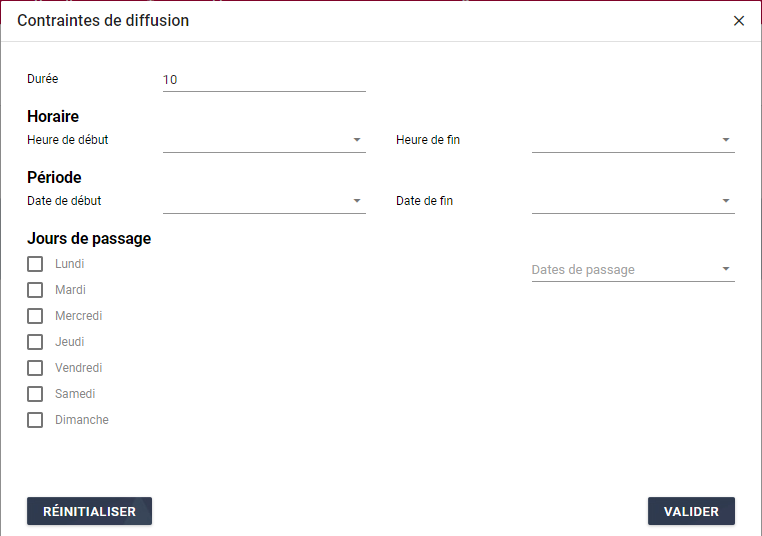 Contraintes de diffusion
Durée 10
Horaire
Heure de début Heure de fin
Période
Date de début Date de fin
Jours de passage
Lundi Dates de passage
Mardi
Mercredi
Jeudi
Vendredi
Samedi
Dimanche
RÉINITIALISER VALIDER